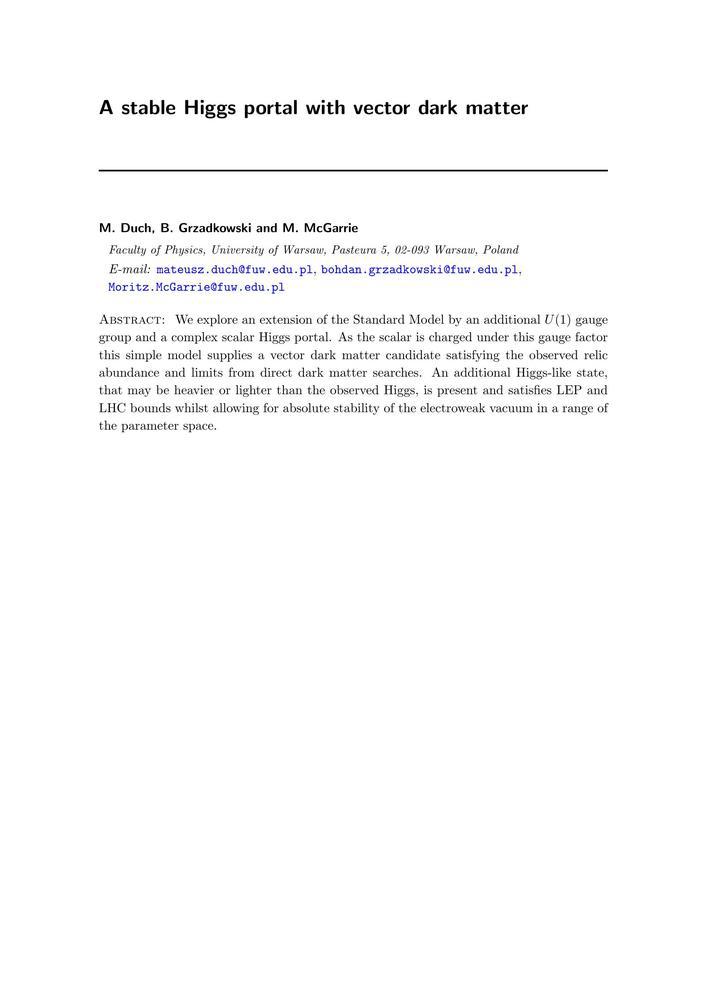 A stable Higgs portal with vector dark matter
M. Duch, B. Grzadkowski and M. McGarrie
Faculty of Physics, University of Warsaw, Pasteura 5, 02-093 Warsaw, Poland
E-mail: mateusz.duch@fuw.edu.pl, bohdan.grzadkowski@fuw.edu.pl,
Moritz.McGarrie@fuw.edu.pl
Abstract: We explore an extension of the Standard Model by an additional U(1) gauge
group and a complex scalar Higgs portal. As the scalar is charged under this gauge factor
this simple model supplies a vector dark matter candidate satisfying the observed relic
abundance and limits from direct dark matter searches. An additional Higgs-like state,
that may be heavier or lighter than the observed Higgs, is present and satisfies LEP and
LHC bounds whilst allowing for absolute stability of the electroweak vacuum in a range of
the parameter space.